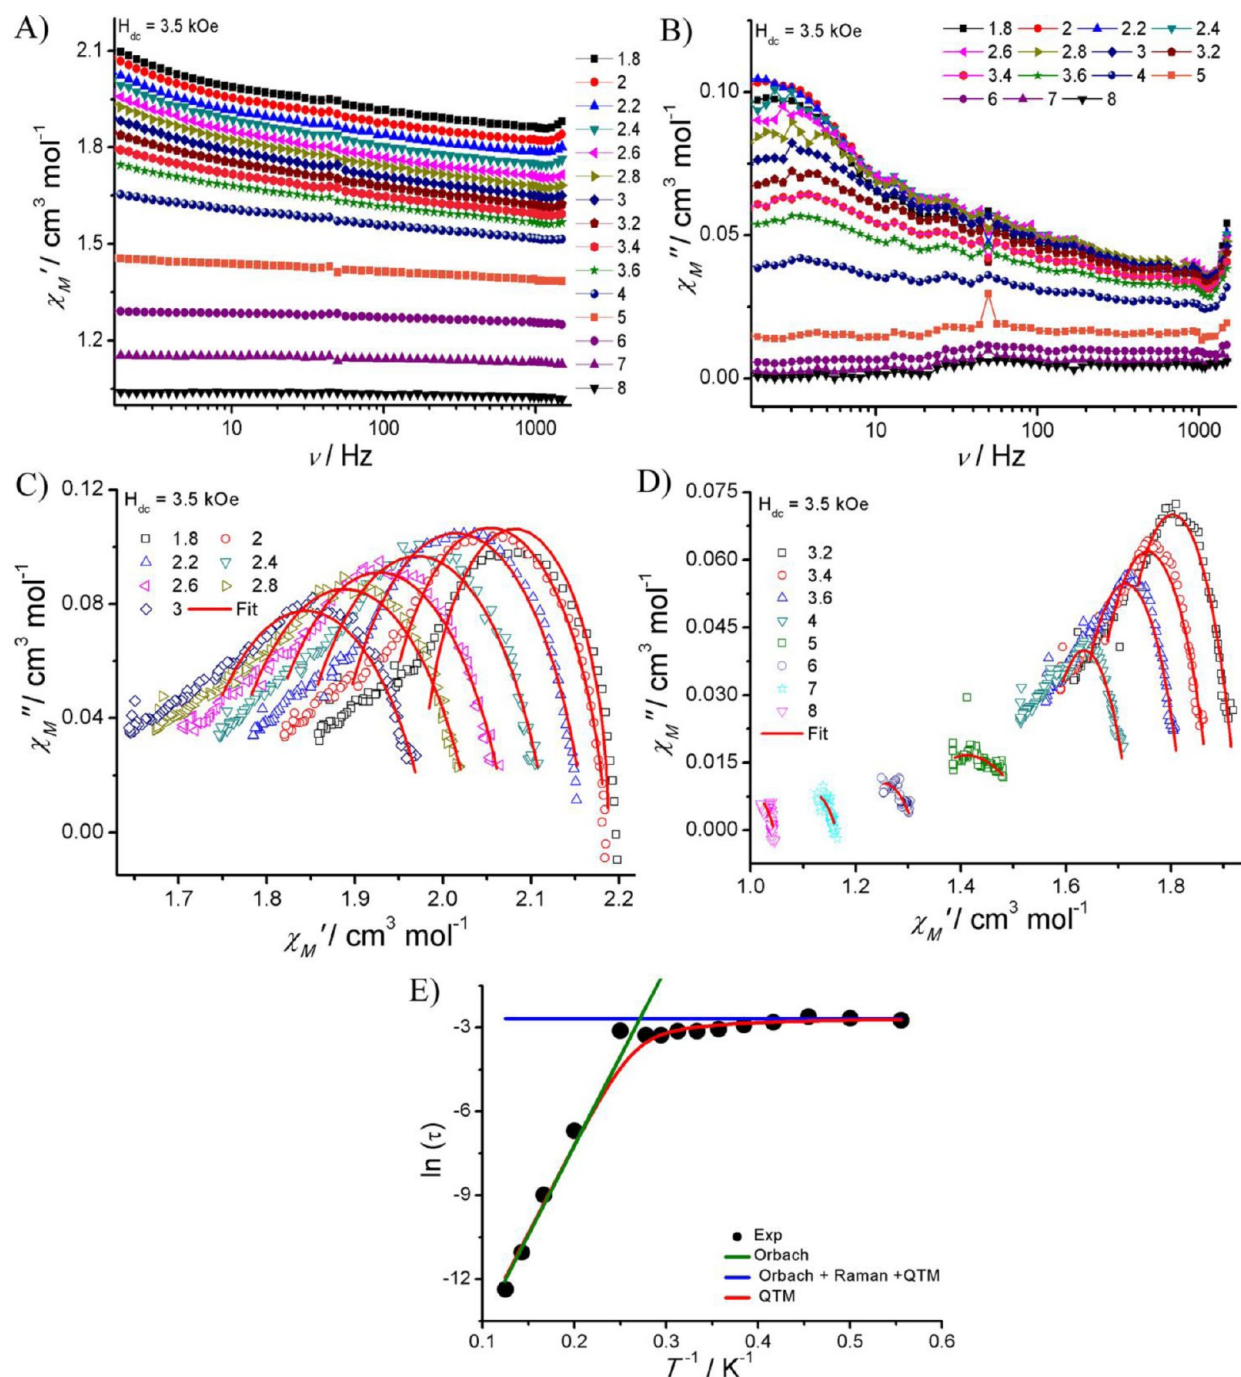 A)
H_dc = 3.5 kOe
2.1
1.8
1.5
1.2
χ_M′ / cm³ mol⁻¹
10
100
1000
ν / Hz
1.8
2
2.2
2.4
2.6
2.8
3
3.2
3.4
3.6
4
5
6
7
8
B)
H_dc = 3.5 kOe
1.8 2 2.2 2.4
2.6 2.8 3 3.2
3.4 3.6 4 5
6 7 8
0.10
0.05
0.00
χ_M″ / cm³ mol⁻¹
10
100
1000
ν / Hz
C)
H_dc = 3.5 kOe
1.8 2
2.2 2.4
2.6 2.8
3 Fit
0.12
0.08
0.04
0.00
χ_M″/ cm³ mol⁻¹
1.7 1.8 1.9 2.0 2.1 2.2
χ_M′/ cm³ mol⁻¹
D)
H_dc = 3.5 kOe
3.2
3.4
3.6
4
5
6
7
8
Fit
0.075
0.060
0.045
0.030
0.015
0.000
χ_M″/ cm³ mol⁻¹
1.0 1.2 1.4 1.6 1.8
χ_M′/ cm³ mol⁻¹
E)
-3
-6
-9
-12
ln (τ)
Exp
Orbach
Orbach + Raman +QTM
QTM
0.1 0.2 0.3 0.4 0.5 0.6
T⁻¹ / K⁻¹